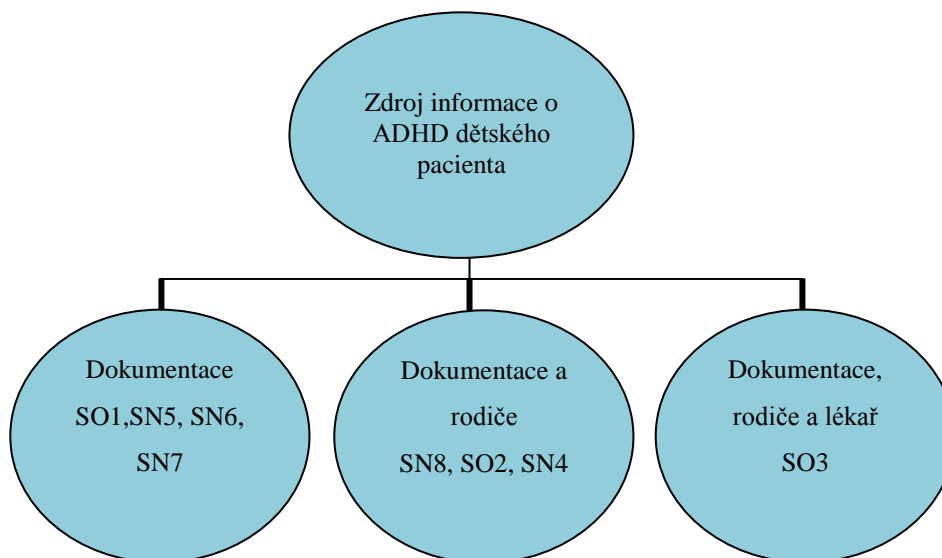 Zdroj informace o
ADHD dětského
pacienta
Dokumentace
SO1,SN5, SN6,
SN7
Dokumentace a
rodiče
SN8, SO2, SN4
Dokumentace,
rodiče a lékař
SO3